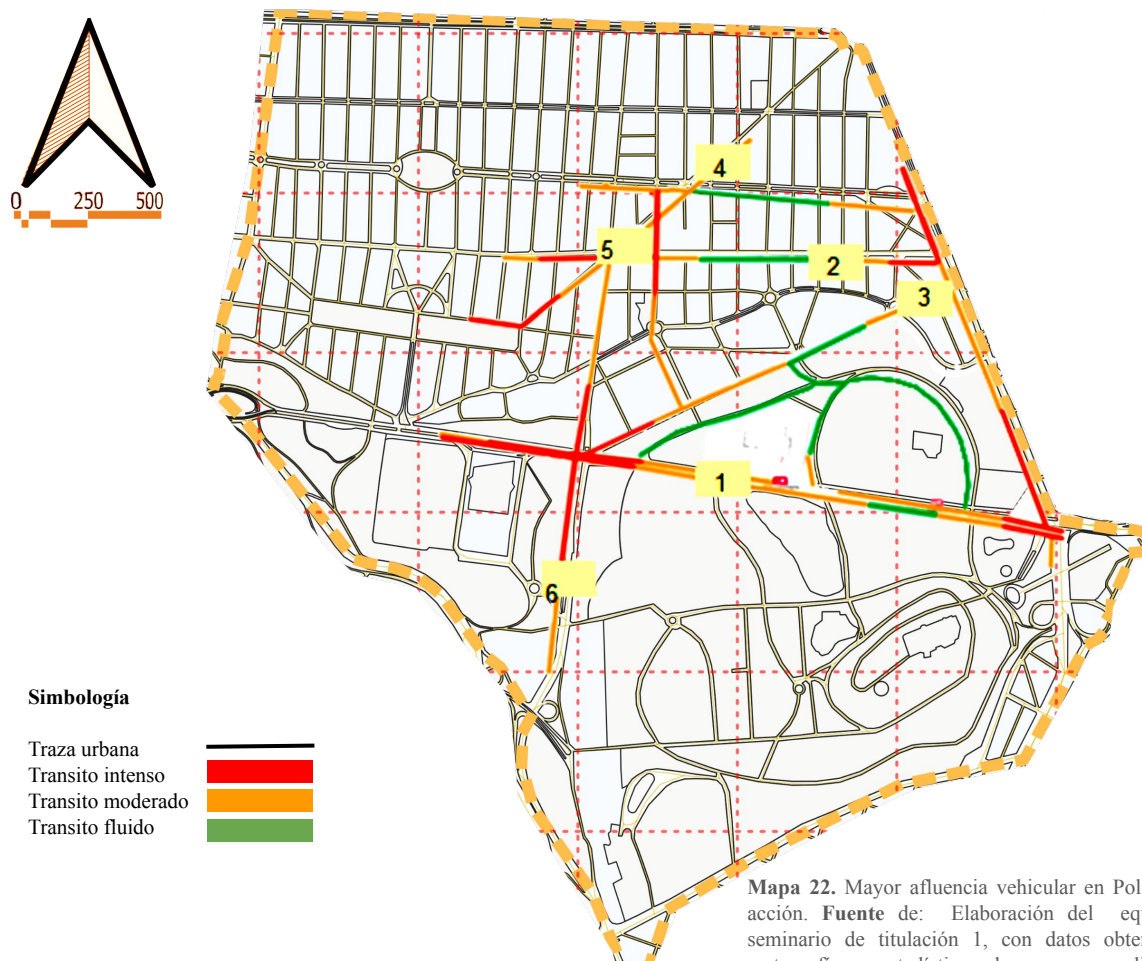 0 250 500
4
5
2
3
1
6
Simbología
Traza urbana
Transito intenso
Transito moderado
Transito fluido
Mapa 22. Mayor afluencia vehicular en Pol
acción. Fuente de: Elaboración del equ
seminario de titulación 1, con datos obte